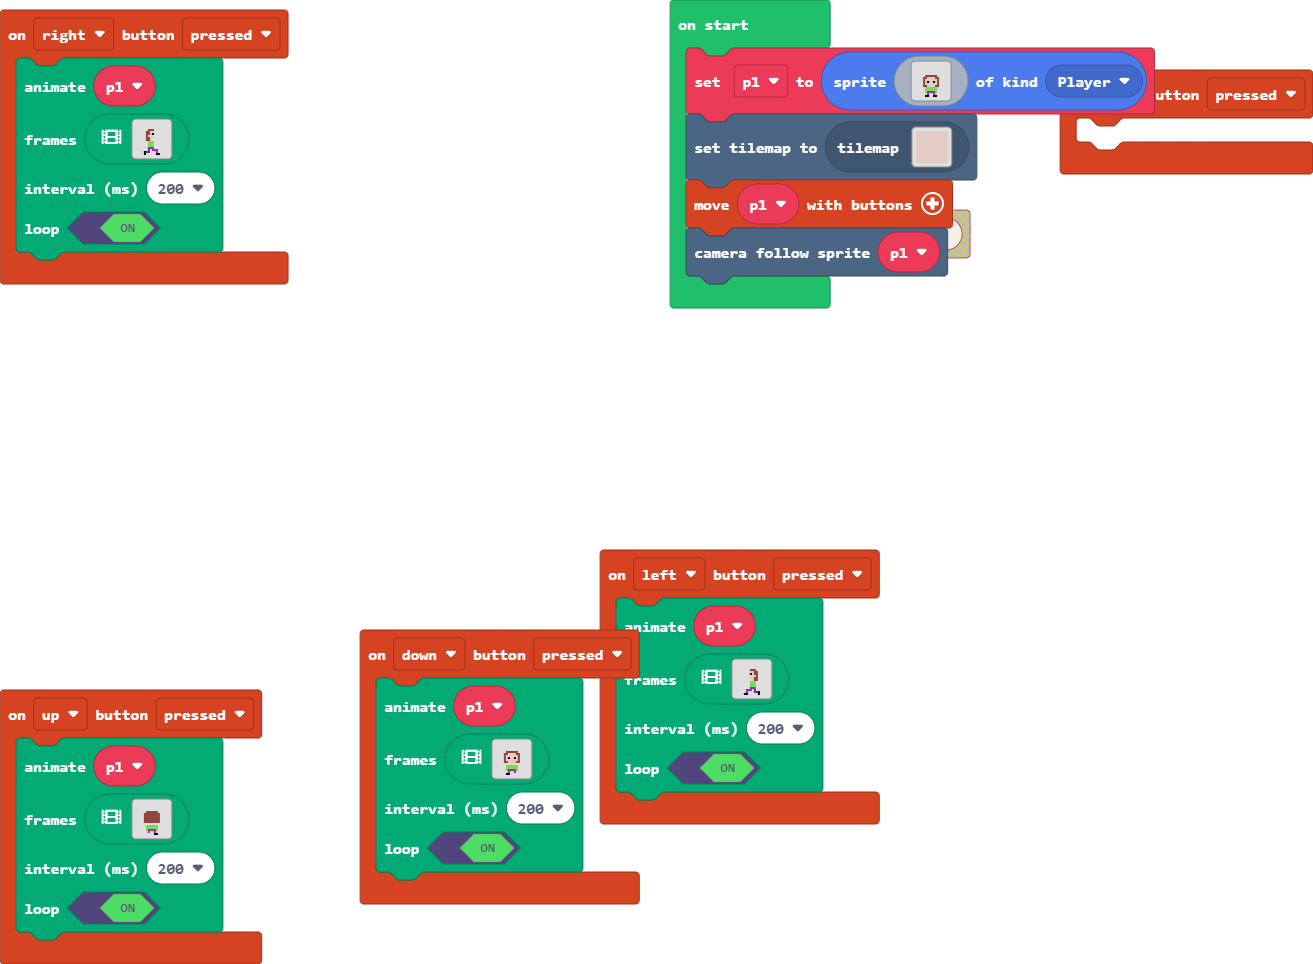 on right button pressed
animate p1
frames
interval (ms) 200
loop ON
on start
set p1 to sprite of kind Player
set tilemap to tilemap
move p1 with buttons
camera follow sprite p1
utton pressed
on left button pressed
animate p1
frames
interval (ms) 200
loop ON
on down button pressed
animate p1
frames
interval (ms) 200
loop ON
on up button pressed
animate p1
frames
interval (ms) 200
loop ON